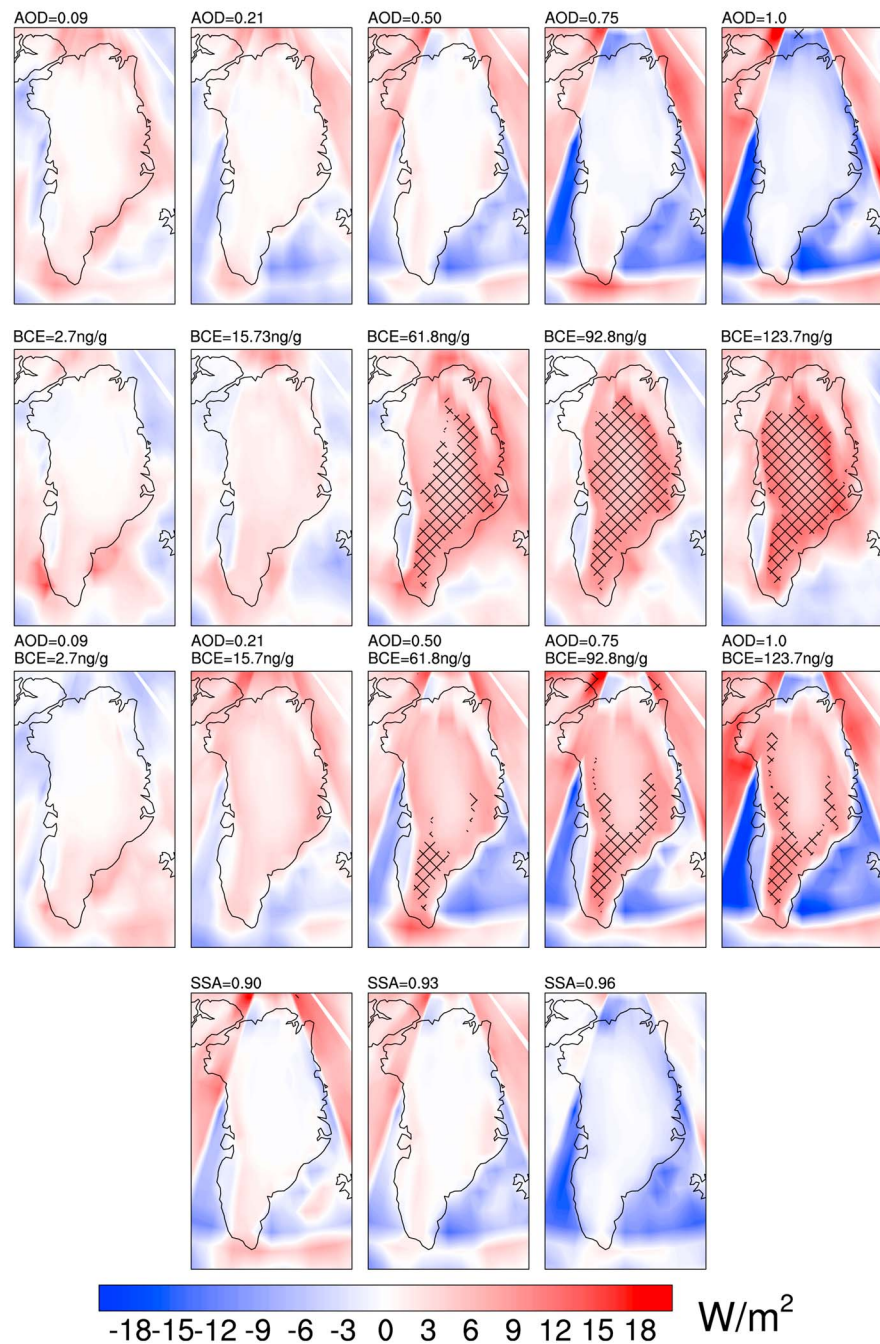 AOD=0.09 AOD=0.21 AOD=0.50 AOD=0.75 AOD=1.0
BCE=2.7ng/g BCE=15.73ng/g BCE=61.8ng/g BCE=92.8ng/g BCE=123.7ng/g
AOD=0.09 AOD=0.21 AOD=0.50 AOD=0.75 AOD=1.0
BCE=2.7ng/g BCE=15.7ng/g BCE=61.8ng/g BCE=92.8ng/g BCE=123.7ng/g
SSA=0.90 SSA=0.93 SSA=0.96
-18 -15 -12 -9 -6 -3 0 3 6 9 12 15 18 W/m²